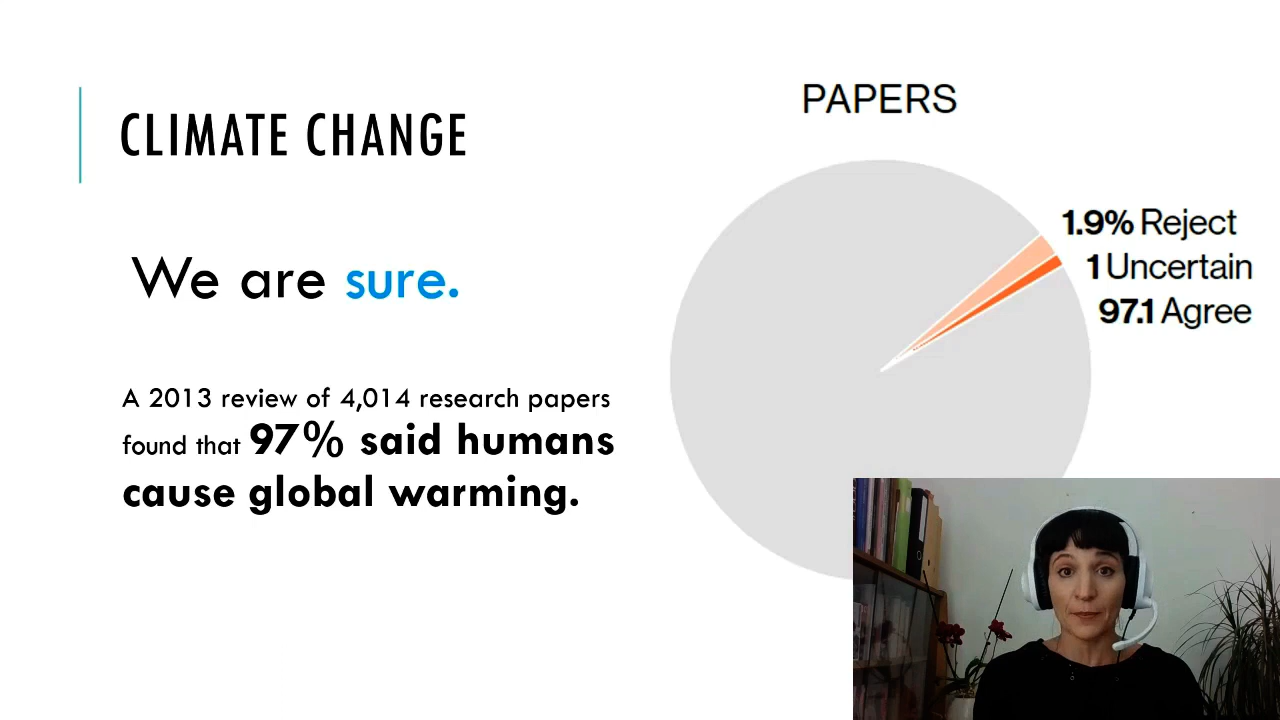 CLIMATE CHANGE
We are sure.
A 2013 review of 4,014 research papers
found that 97% said humans
cause global warming.
PAPERS
1.9% Reject
1 Uncertain
97.1 Agree